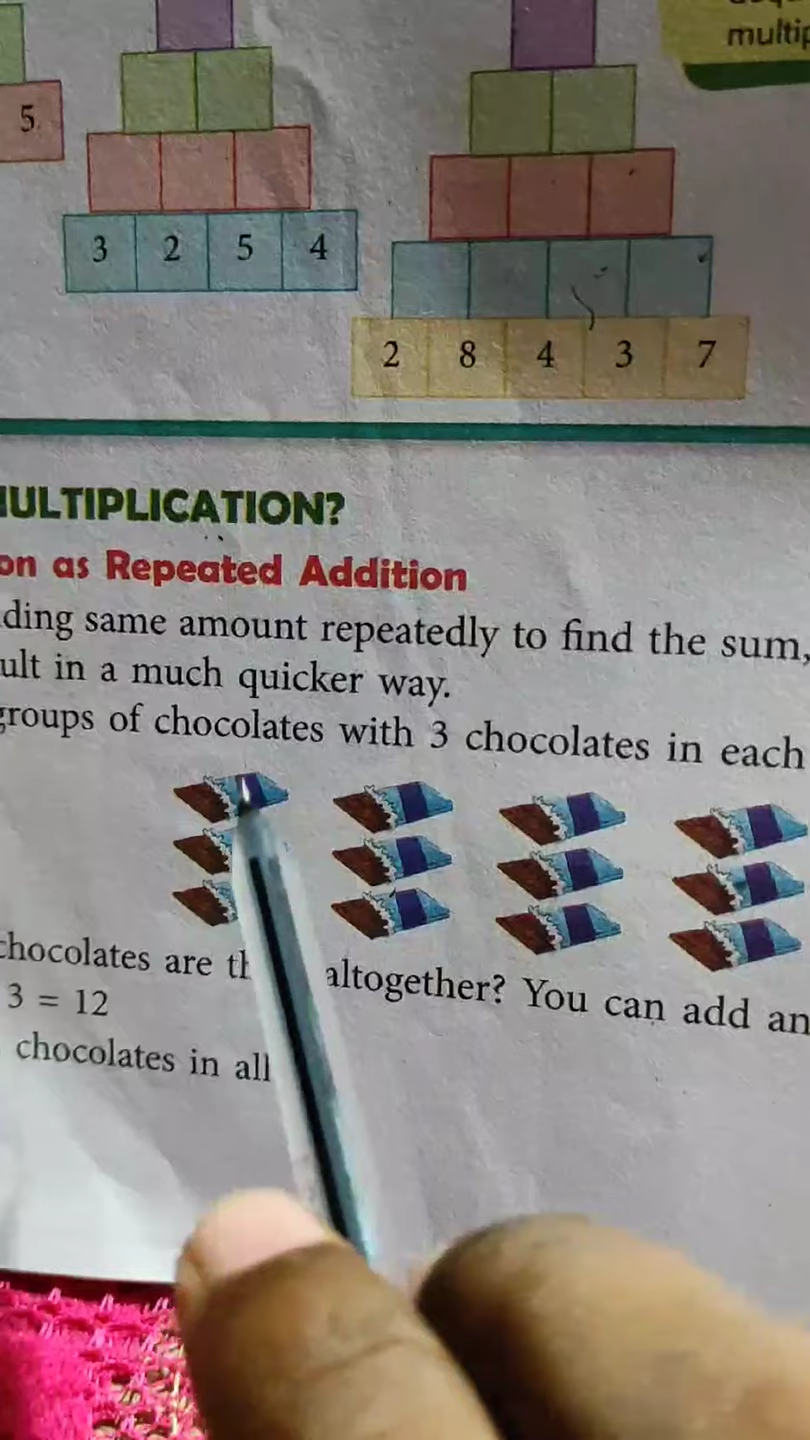 multip
5
3 2 5 4
2 8 4 3 7
MULTIPLICATION?
on as Repeated Addition
ding same amount repeatedly to find the sum,
ult in a much quicker way.
groups of chocolates with 3 chocolates in each
chocolates are th altogether? You can add an
3 = 12
chocolates in all